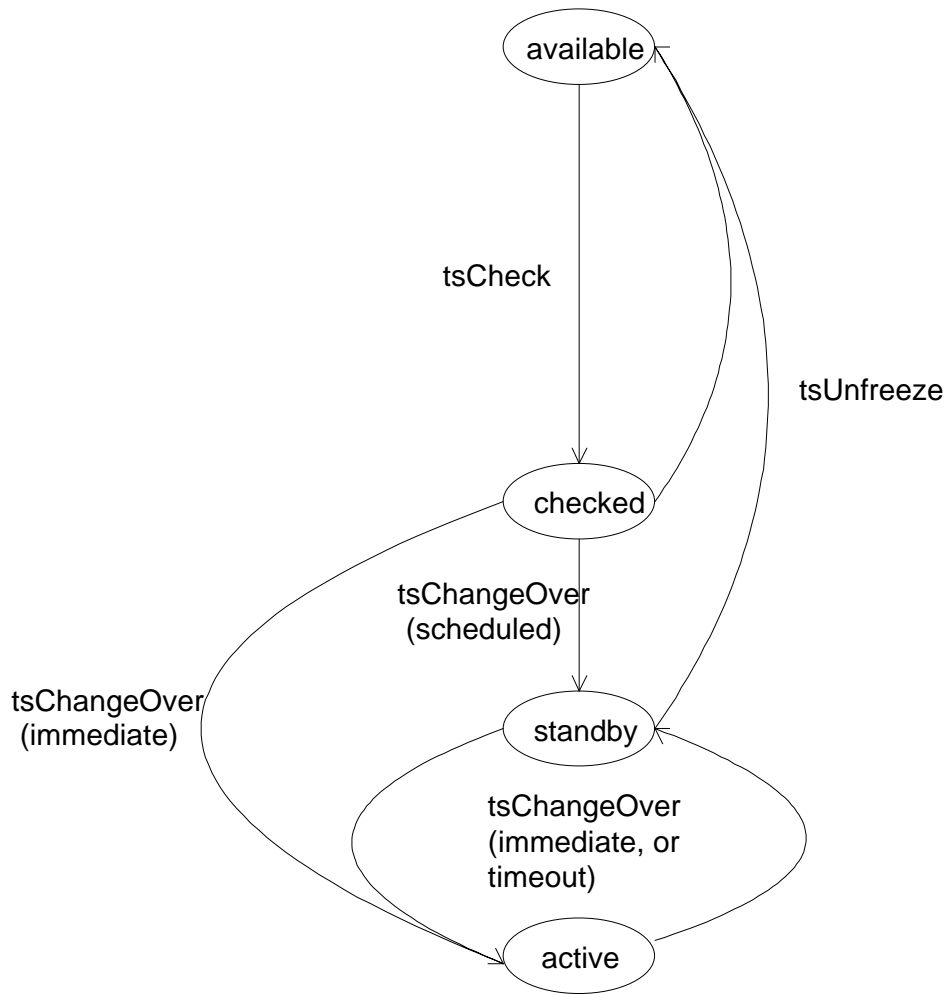 available
tsCheck
tsUnfreeze
checked
tsChangeOver
(scheduled)
tsChangeOver
(immediate)
standby
tsChangeOver
(immediate, or
timeout)
active